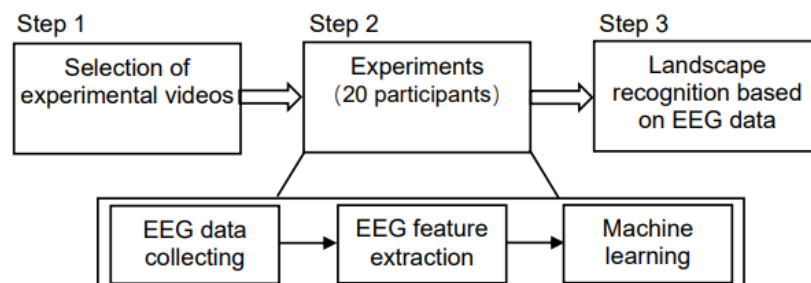 Step 1
Selection of
experimental videos
Step 2
Experiments
（20 participants）
Step 3
Landscape
recognition based
on EEG data
EEG data
collecting
EEG feature
extraction
Machine
learning